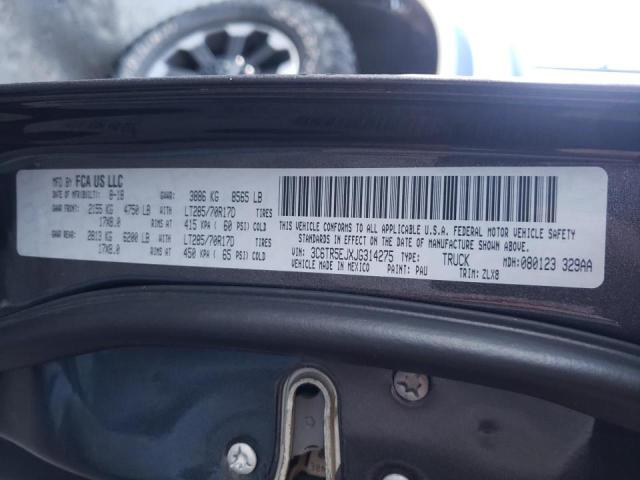 MFD BY FCA US LLC
DATE OF MFR(BUILT): 8-18 GVWR: 3886 KG 8565 LB
GAWR FRONT: 2155 KG 4750 LB WITH LT285/70R17D TIRES
17X8.0 RIMS AT 415 KPA ( 60 PSI) COLD
GAWR REAR: 2813 KG 6200 LB WITH LT285/70R17D TIRES
17X8.0 RIMS AT 450 KPA ( 65 PSI) COLD
THIS VEHICLE CONFORMS TO ALL APPLICABLE U.S.A. FEDERAL MOTOR VEHICLE SAFETY
STANDARDS IN EFFECT ON THE DATE OF MANUFACTURE SHOWN ABOVE.
VIN: 3C6TR5EJXJG314275 TYPE: TRUCK MDH: 080123 329AA
VEHICLE MADE IN MEXICO PAINT: PAU TRIM: ZLX8